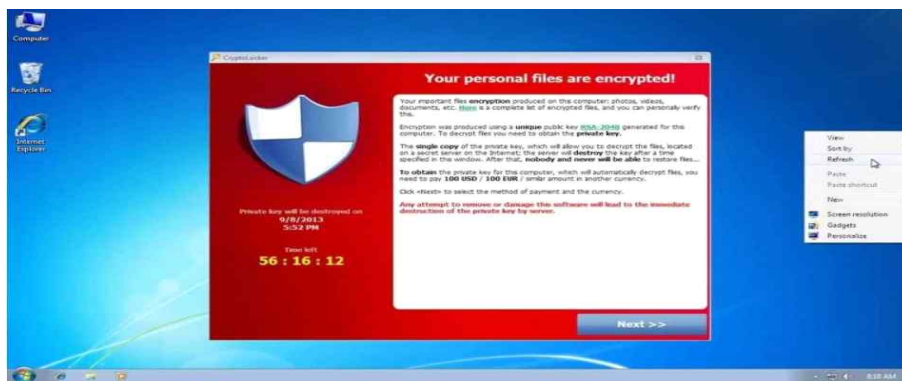 Computer
Recycle Bin
Internet
Explorer
CryptoLocker
Your personal files are encrypted!
Your important files encryption produced on this computer: photos, videos,
documents, etc. Here is a complete list of encrypted files, and you can personally verify
this.
Encryption was produced using a unique public key RSA-2048 generated for this
computer. To decrypt files you need to obtain the private key.
The single copy of the private key, which will allow you to decrypt the files, located
on a secret server on the Internet; the server will destroy the key after a time
specified in this window. After that, nobody and never will be able to restore files...
To obtain the private key for this computer, which will automatically decrypt files, you
need to pay 100 USD / 100 EUR / similar amount in another currency.
Click «Next» to select the method of payment and the currency.
Any attempt to remove or damage this software will lead to the immediate
destruction of the private key by server.
Private key will be destroyed on
9/8/2013
5:52 PM
Time left
56 : 16 : 12
Next >>
View
Sort by
Refresh
Paste
Paste shortcut
New
Screen resolution
Gadgets
Personalize